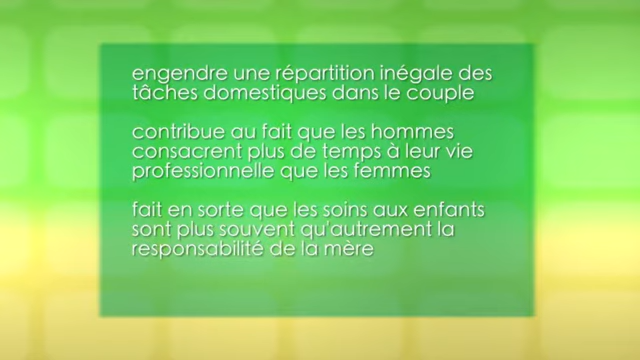 engendre une répartition inégale des
tâches domestiques dans le couple
contribue au fait que les hommes
consacrent plus de temps à leur vie
professionnelle que les femmes
fait en sorte que les soins aux enfants
sont plus souvent qu'autrement la
responsabilité de la mère